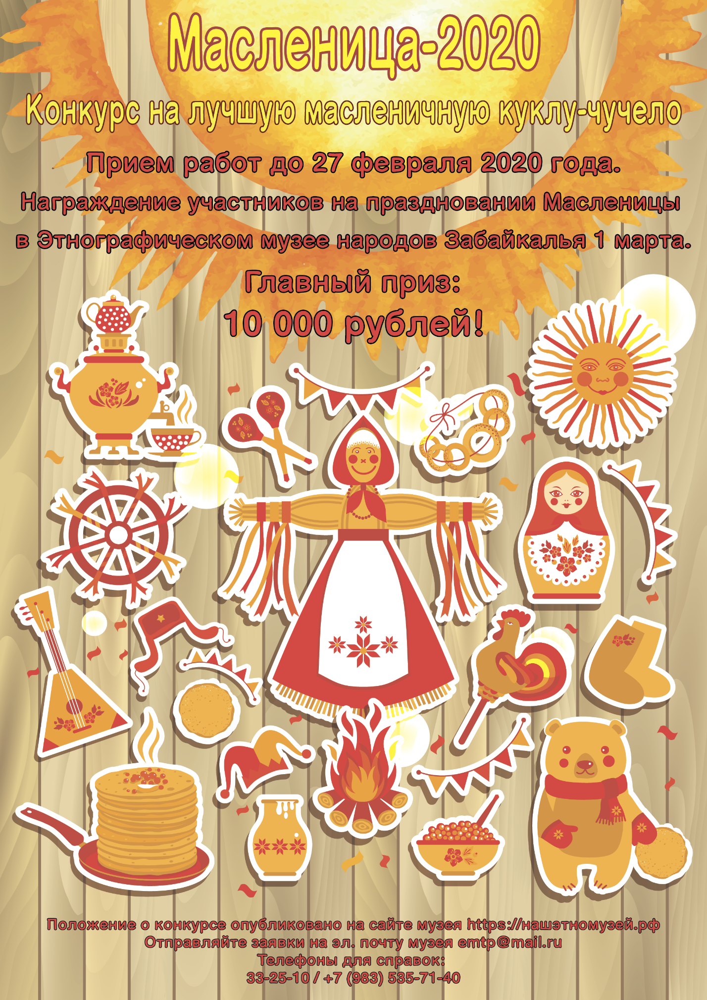 Масленица-2020
Конкурс на лучшую масленичную куклу-чучело
Прием работ до 27 февраля 2020 года.
Награждение участников на праздновании Масленицы
в Этнографическом музее народов Забайкалья 1 марта.
Главный приз:
10 000 рублей!
Положение о конкурсе опубликовано на сайте музея https://нашэтномузей.рф
Отправляйте заявки на эл. почту музея emtp@mail.ru
Телефоны для справок:
33-25-10 / +7 (983) 535-71-40